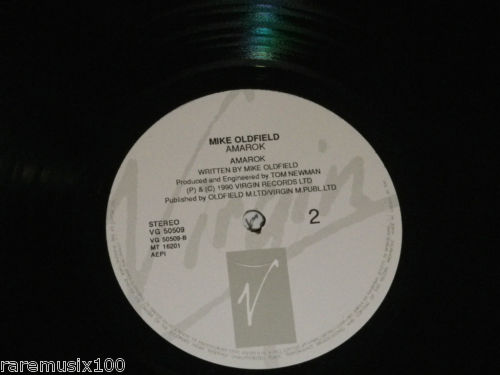 MIKE OLDFIELD
AMAROK
AMAROK
WRITTEN BY MIKE OLDFIELD
Produced and Engineered by TOM NEWMAN
(P) & (C) 1990 VIRGIN RECORDS LTD
Published by OLDFIELD M.LTD/VIRGIN M.PUBL.LTD
STEREO
VG 50509
VG 50509-B
MT 16201
AEPI
2
Virgin
raremusix100